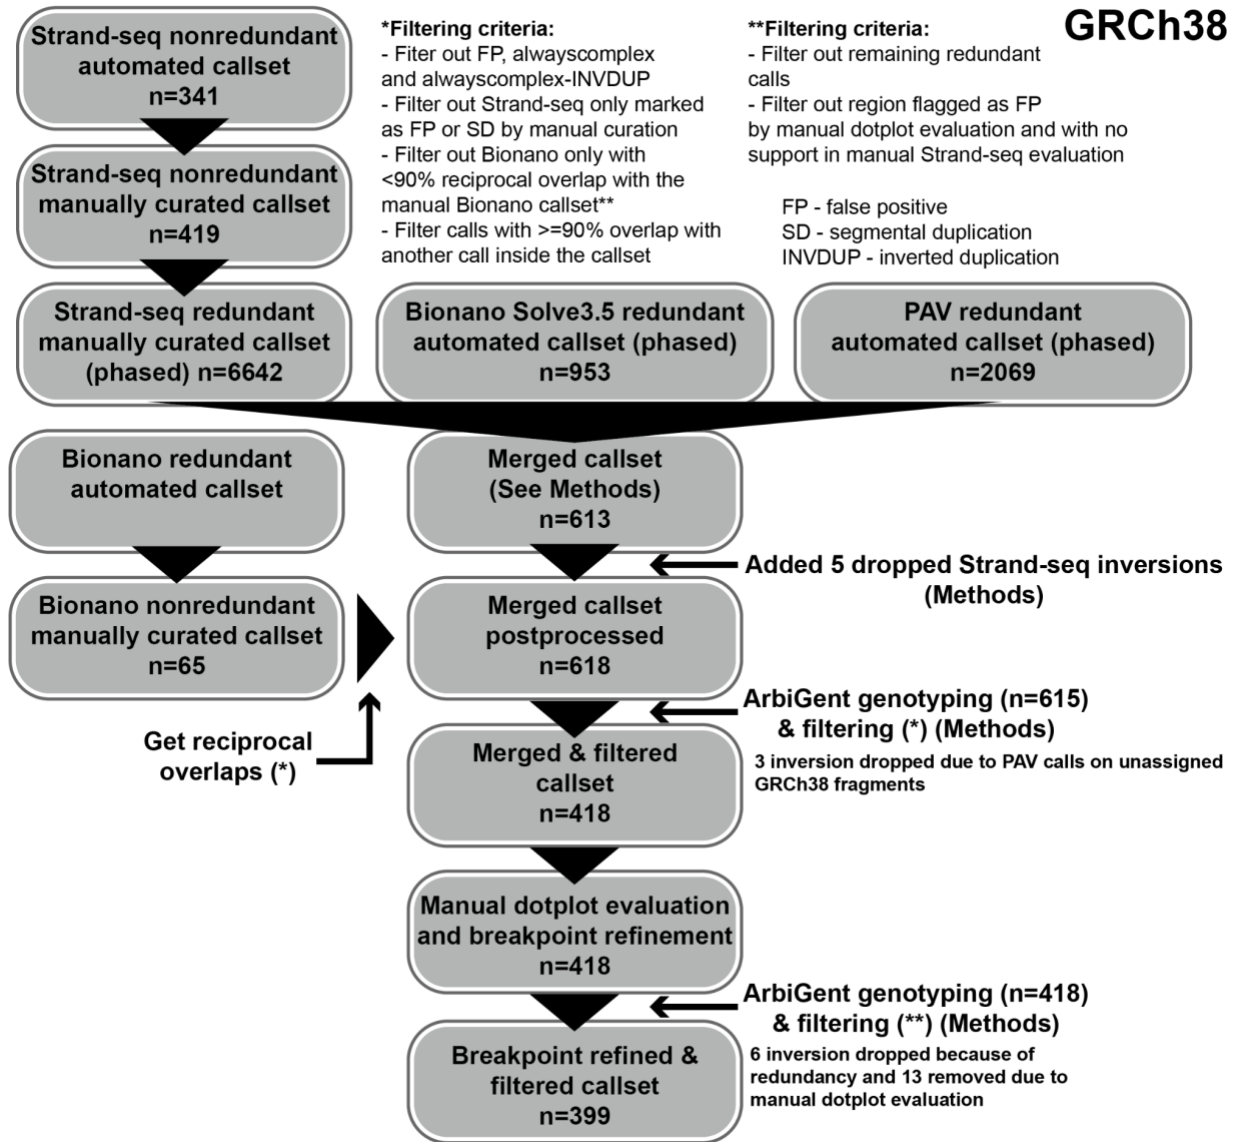 GRCh38
Strand-seq nonredundant
automated callset
n=341
*Filtering criteria:
- Fiter out FP, alwayscomplex
and alwayscomplex-INVDUP
- Filter out Strand-seq only marked
as FP or SD by manual curation
- Filter out Bionano only with
<90% reciprocal overlap with the
manual Bionano callset**
- Filter calls with >=90% overlap with
another call inside the callset
**Filtering criteria:
- Filter out remaining redundant
calls
- Filter out region flagged as FP
by manual dotplot evaluation and with no
support in manual Strand-seq evaluation
FP - false positive
SD - segmental duplication
INVDUP - inverted duplication
Strand-seq nonredundant
manually curated callset
n=419
Strand-seq redundant
manually curated callset
(phased) n=6642
Bionano Solve3.5 redundant
automated callset (phased)
n=953
PAV redundant
automated callset (phased)
n=2069
Bionano redundant
automated callset
Merged callset
(See Methods)
n=613
Added 5 dropped Strand-seq inversions
(Methods)
Bionano nonredundant
manually curated callset
n=65
Merged callset
postprocessed
n=618
Get reciprocal
overlaps (*)
ArbiGent genotyping (n=615)
& filtering (*) (Methods)
3 inversion dropped due to PAV calls on unassigned
GRCh38 fragments
Merged & filtered
callset
n=418
Manual dotplot evaluation
and breakpoint refinement
n=418
ArbiGent genotyping (n=418)
& filtering (**) (Methods)
6 inversion dropped because of
redundancy and 13 removed due to
manual dotplot evaluation
Breakpoint refined &
filtered callset
n=399